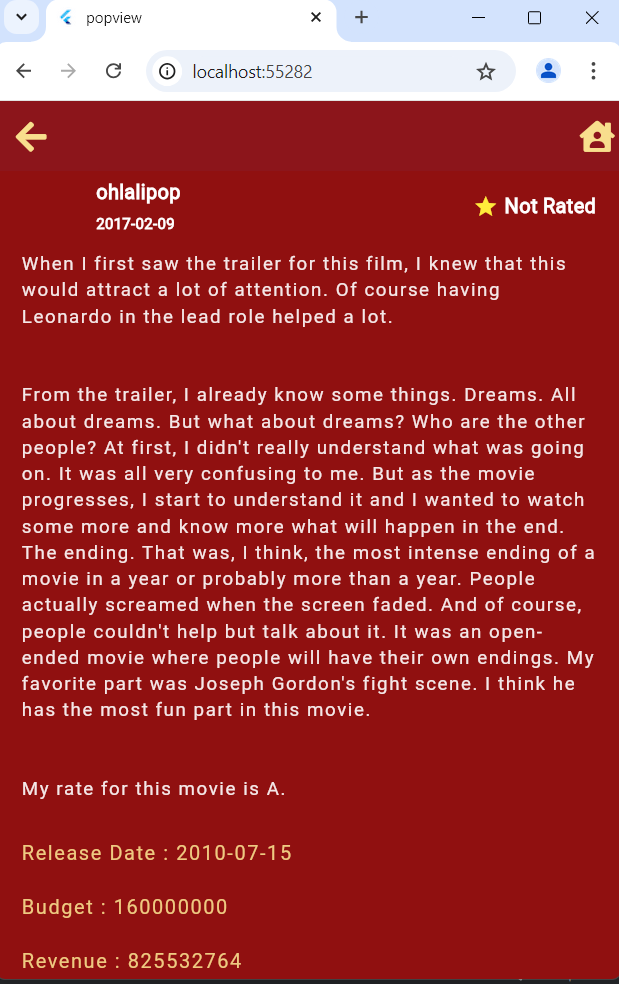 popview
localhost:55282
ohlalipop
2017-02-09
Not Rated
When I first saw the trailer for this film, I knew that this
would attract a lot of attention. Of course having
Leonardo in the lead role helped a lot.
From the trailer, I already know some things. Dreams. All
about dreams. But what about dreams? Who are the other
people? At first, I didn't really understand what was going
on. It was all very confusing to me. But as the movie
progresses, I start to understand it and I wanted to watch
some more and know more what will happen in the end.
The ending. That was, I think, the most intense ending of a
movie in a year or probably more than a year. People
actually screamed when the screen faded. And of course,
people couldn't help but talk about it. It was an open-
ended movie where people will have their own endings. My
favorite part was Joseph Gordon's fight scene. I think he
has the most fun part in this movie.
My rate for this movie is A.
Release Date : 2010-07-15
Budget : 160000000
Revenue : 825532764